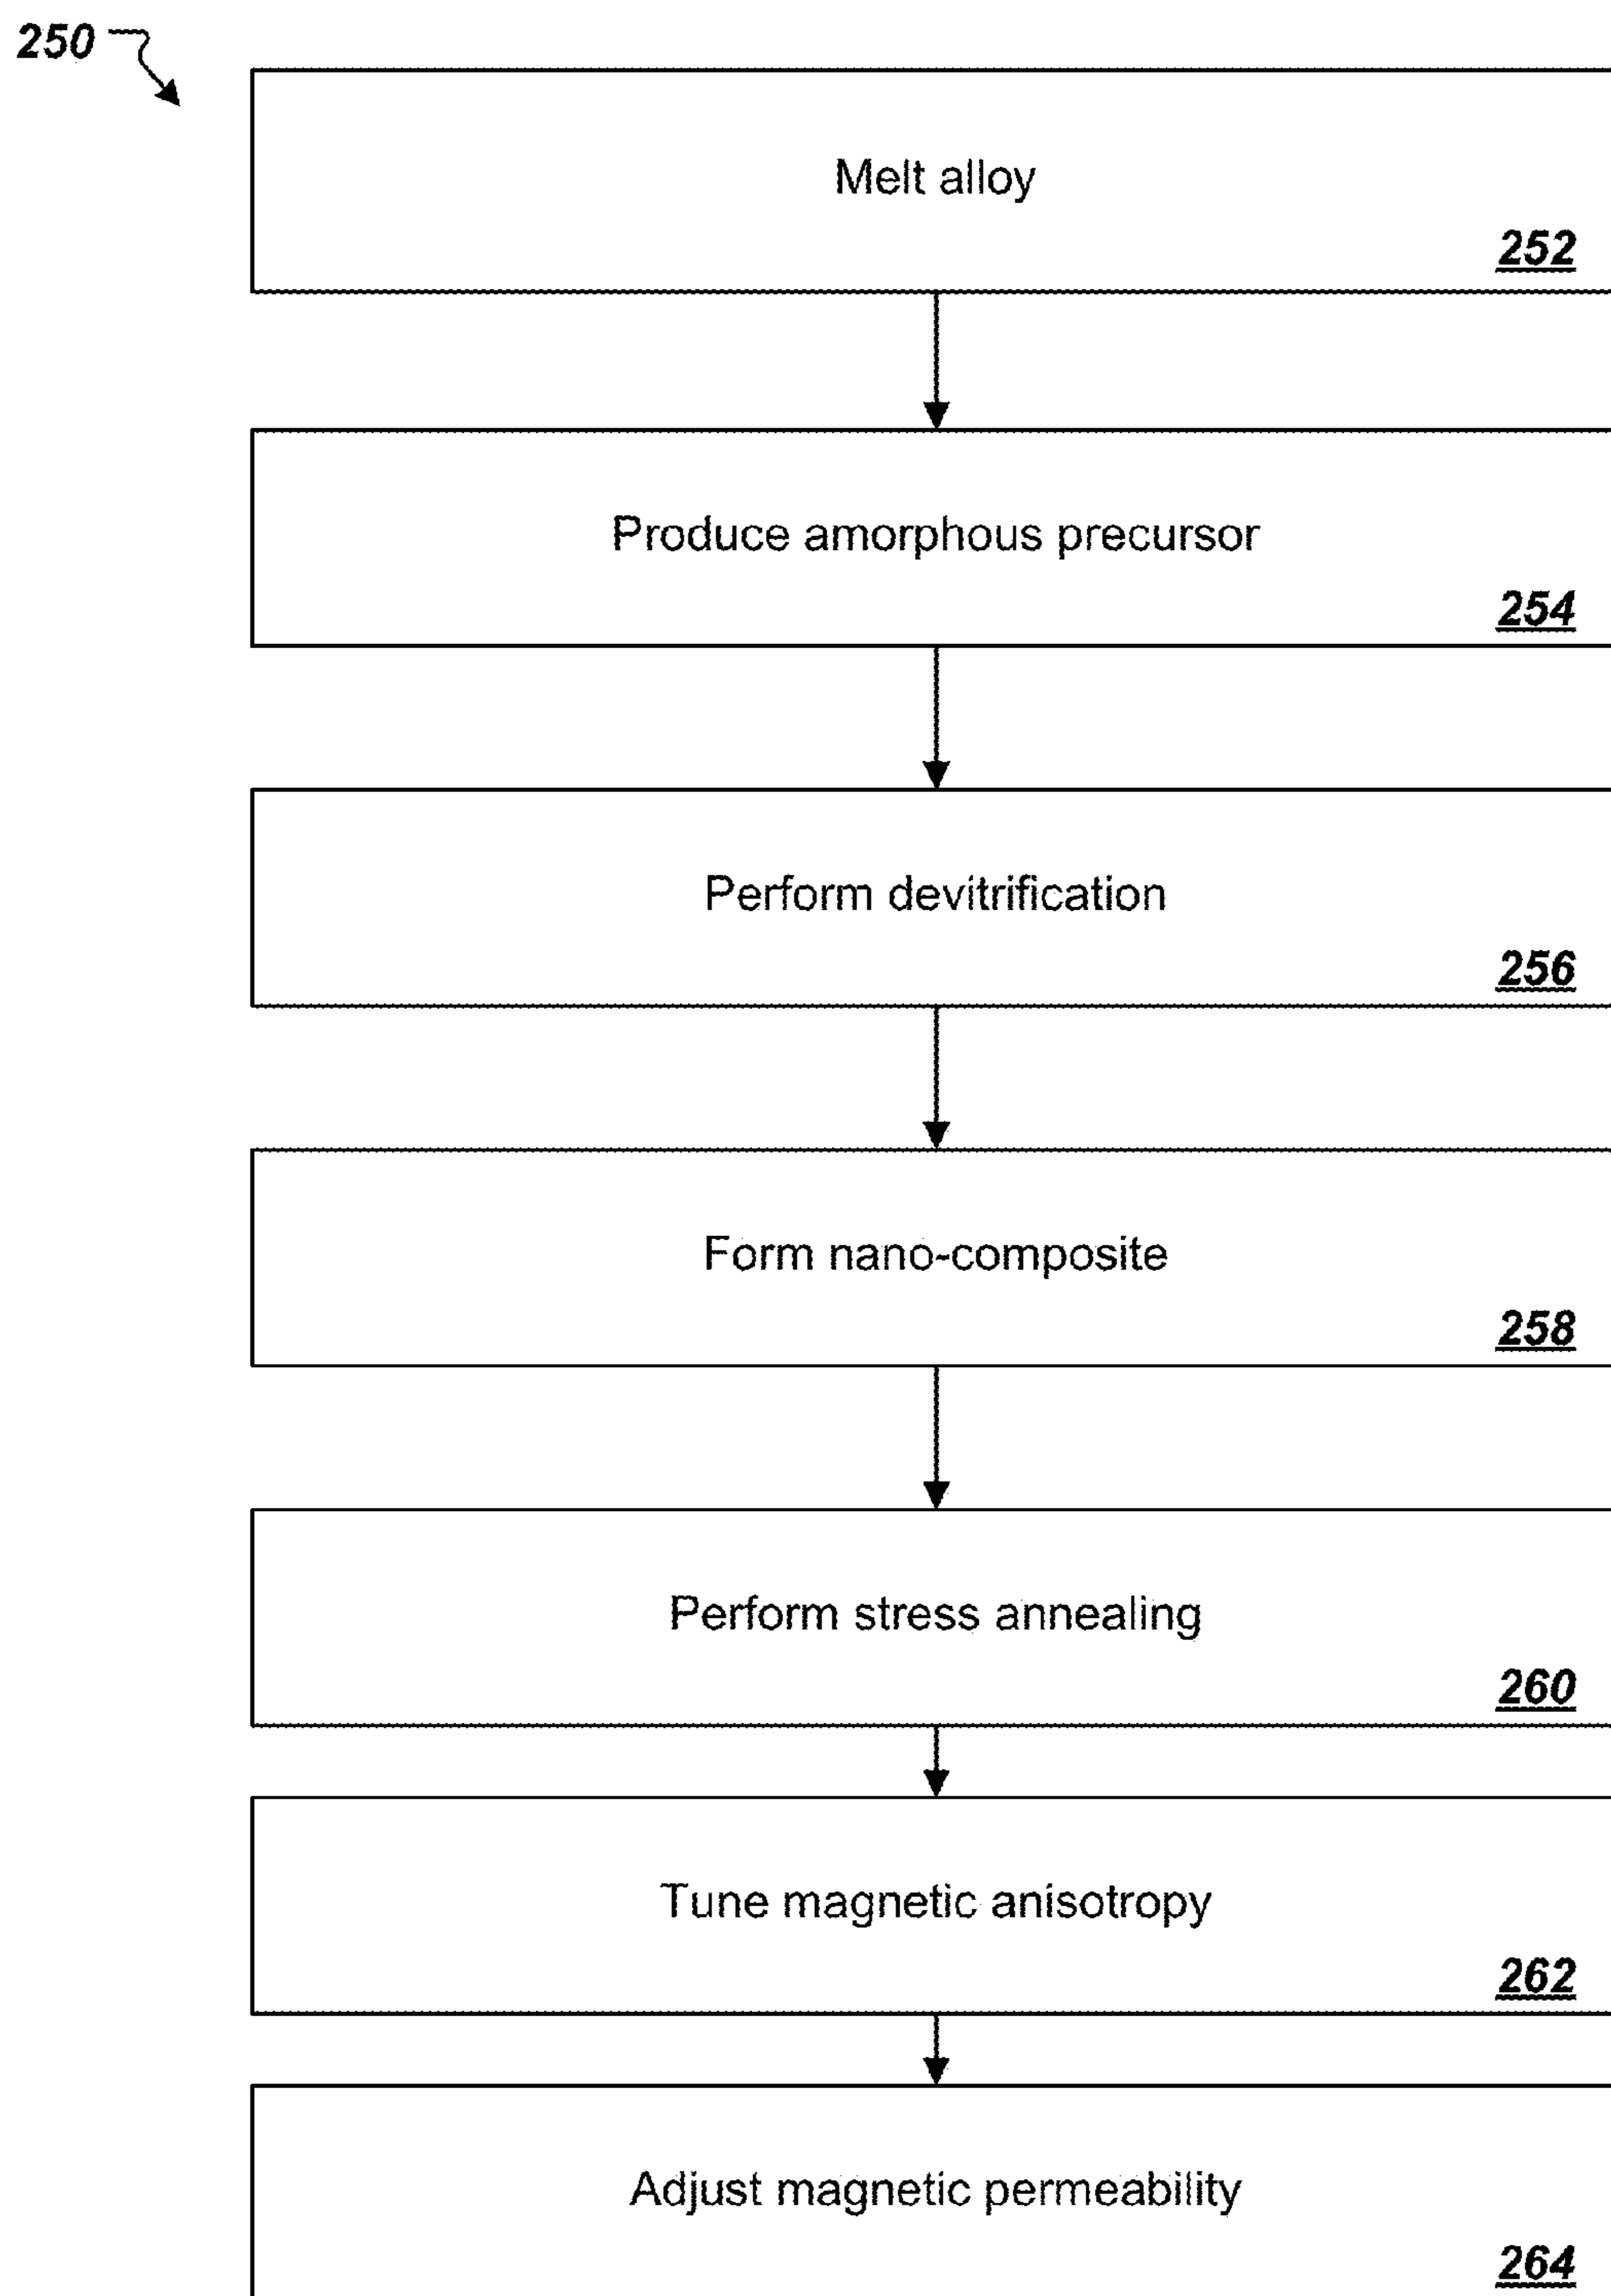 250
Melt alloy
252
Produce amorphous precursor
254
Perform devitrification
256
Form nano-composite
258
Perform stress annealing
260
Tune magnetic anisotropy
262
Adjust magnetic permeability
264